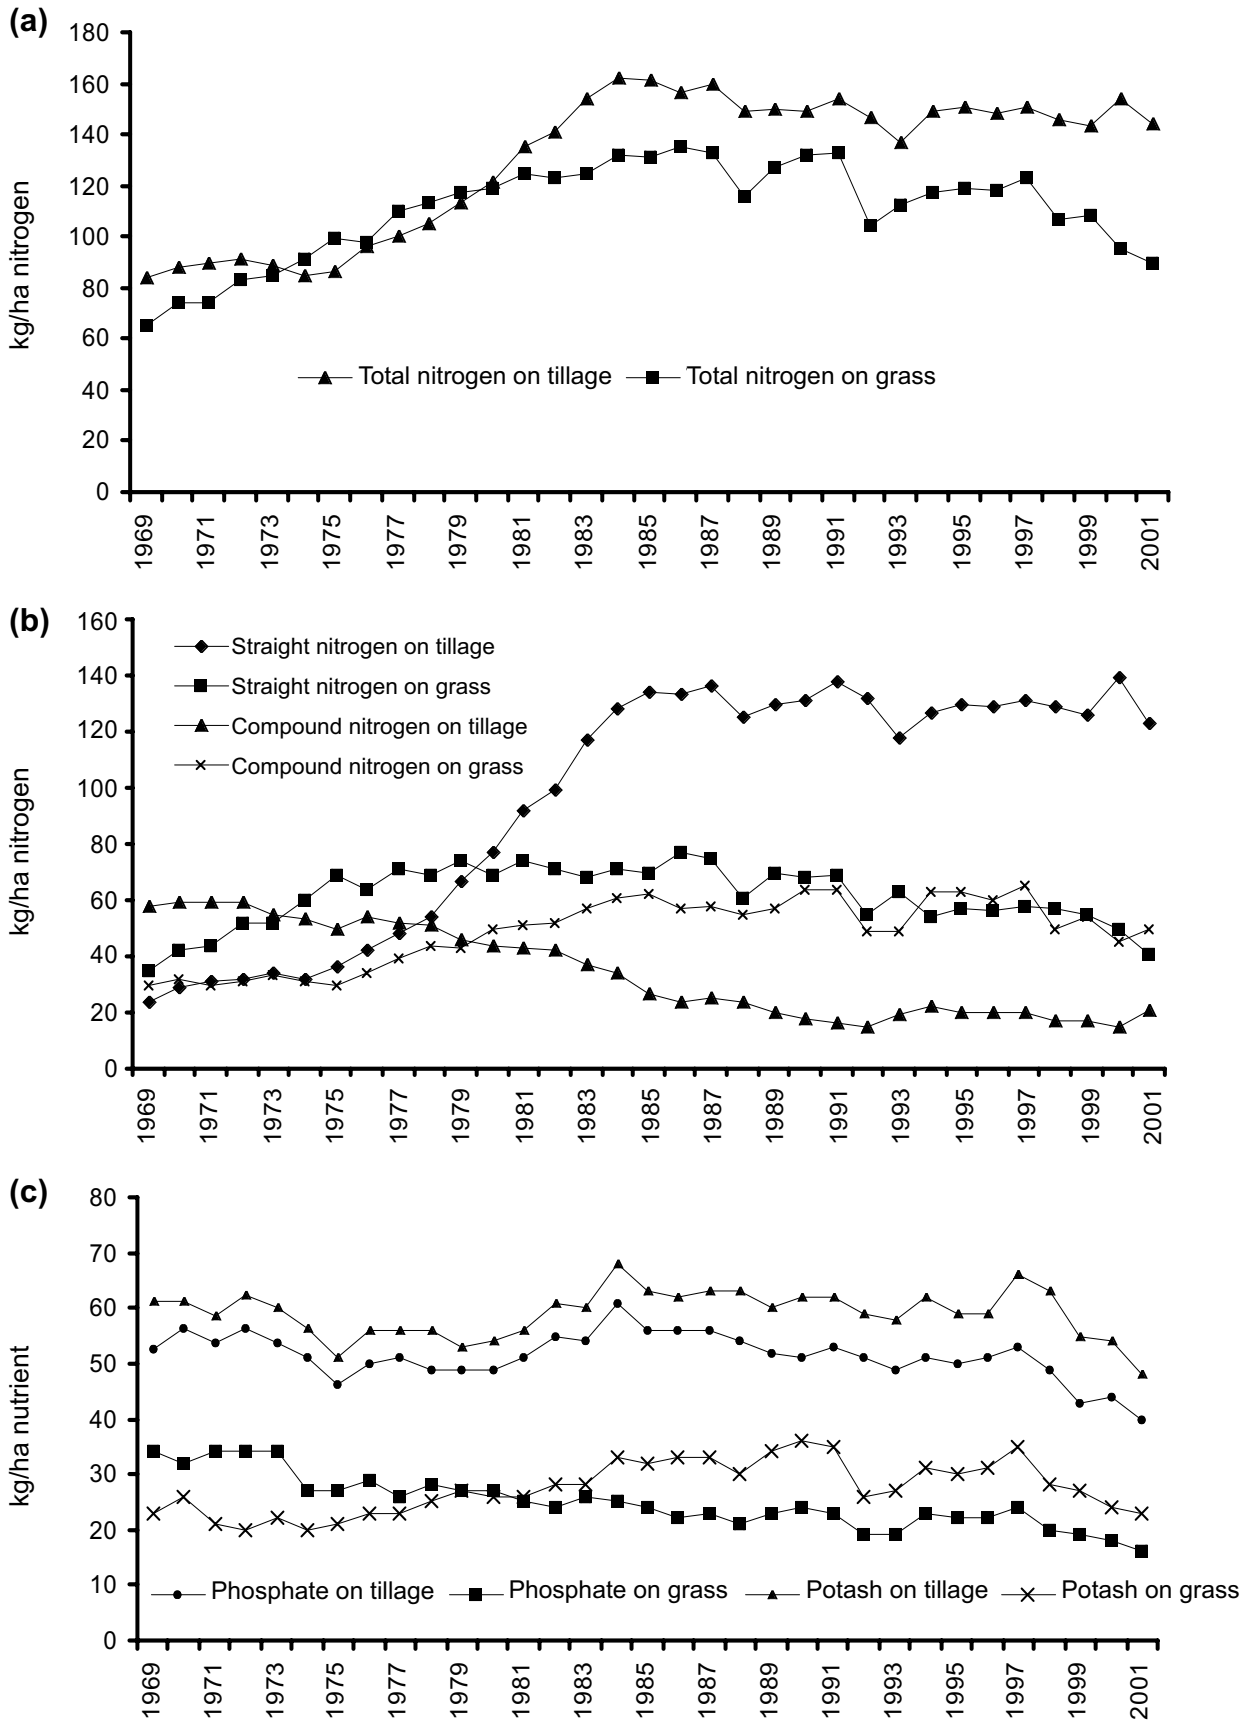 (a)
180
160
140
120
100
80
60
40
20
0
kg/ha nitrogen
Total nitrogen on tillage Total nitrogen on grass
1969 1971 1973 1975 1977 1979 1981 1983 1985 1987 1989 1991 1993 1995 1997 1999 2001
(b)
160
140
120
100
80
60
40
20
0
kg/ha nitrogen
Straight nitrogen on tillage
Straight nitrogen on grass
Compound nitrogen on tillage
Compound nitrogen on grass
1969 1971 1973 1975 1977 1979 1981 1983 1985 1987 1989 1991 1993 1995 1997 1999 2001
(c)
80
70
60
50
40
30
20
10
0
kg/ha nutrient
Phosphate on tillage Phosphate on grass Potash on tillage Potash on grass
1969 1971 1973 1975 1977 1979 1981 1983 1985 1987 1989 1991 1993 1995 1997 1999 2001